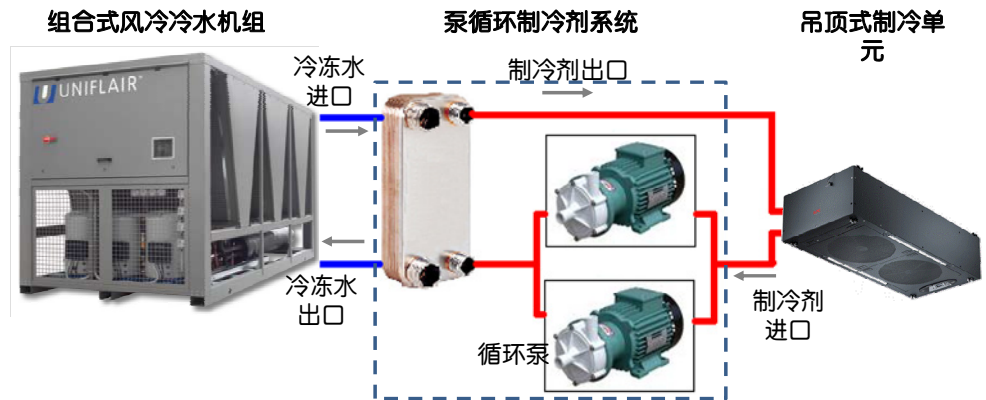 组合式风冷冷水机组
泵循环制冷剂系统
吊顶式制冷单
元
冷冻水
进口
制冷剂出口
UNIFLAIR™
冷冻水
出口
循环泵
制冷剂
进口